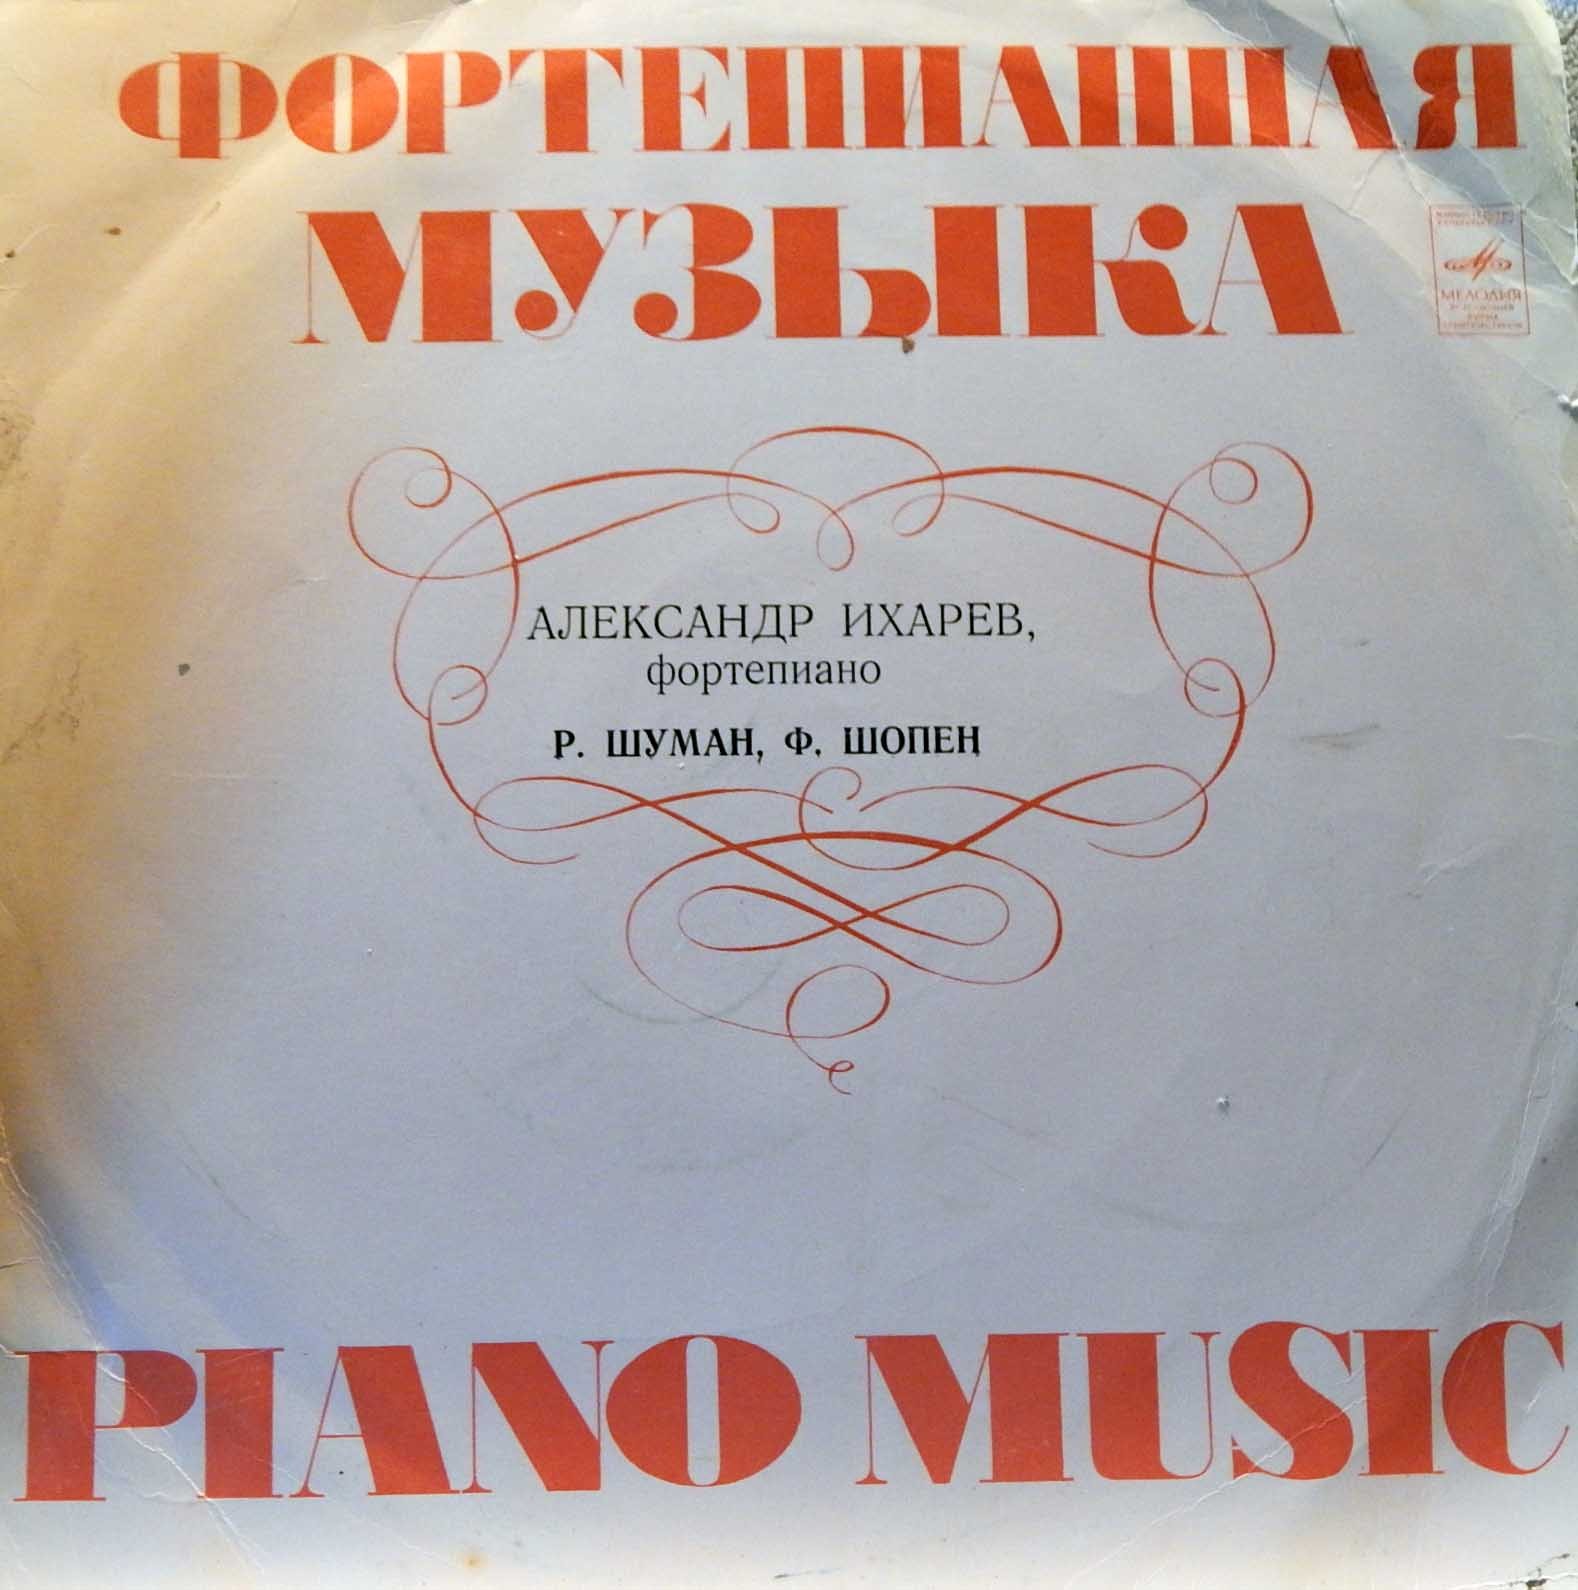 ФОРТЕПИАННАЯ
МУЗЫКА
МЕЛОДИЯ
АЛЕКСАНДР ИХАРЕВ,
фортепиано
Р. ШУМАН, Ф. ШОПЕН
PIANO MUSIC